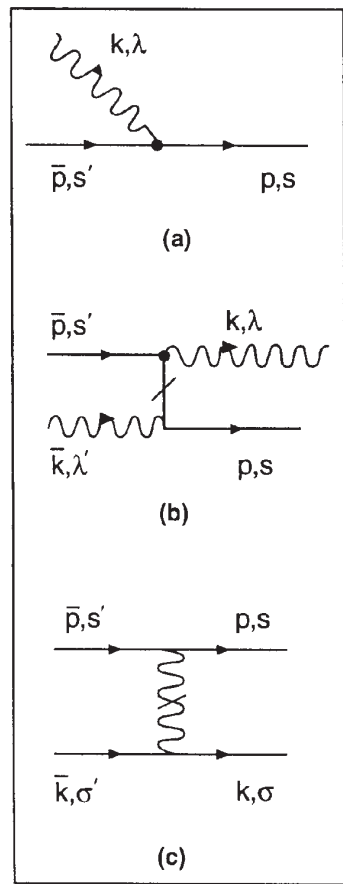 k,λ
p̄,s′ p,s
(a)
p̄,s′ k,λ
k̄,λ′ p,s
(b)
p̄,s′ p,s
k̄,σ′ k,σ
(c)